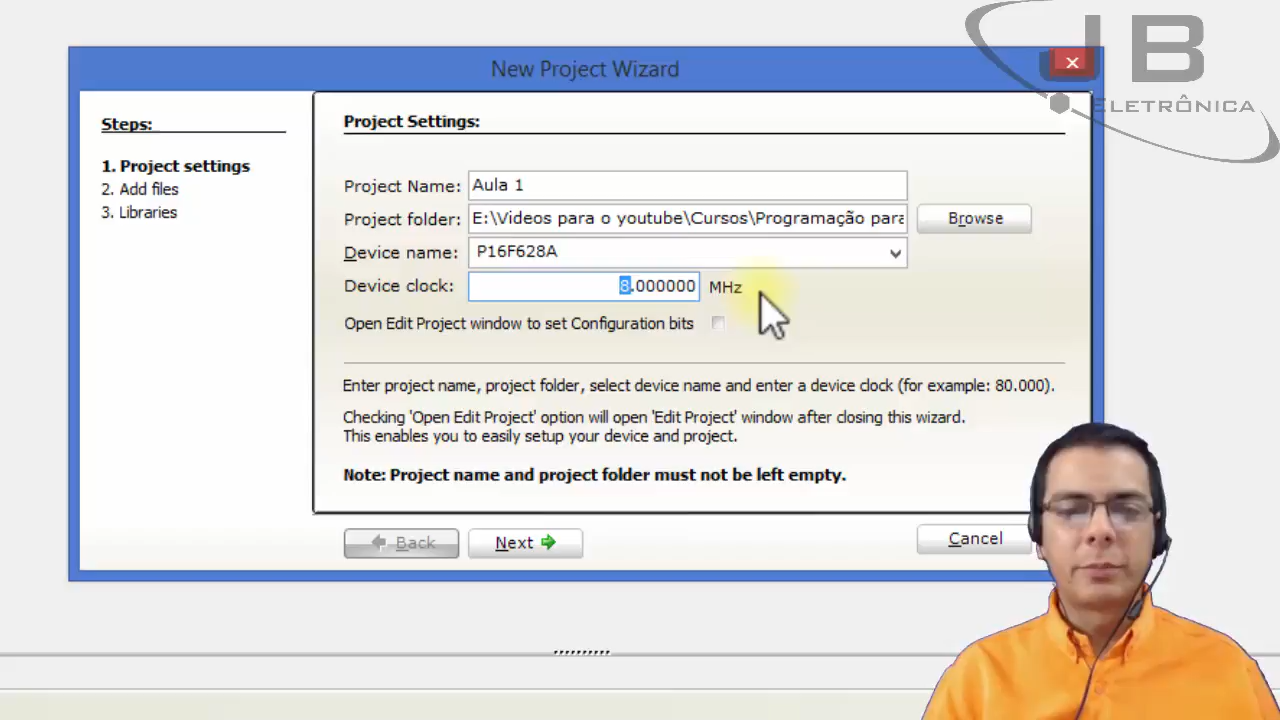 JB
ELETRÔNICA
New Project Wizard
Steps:
1. Project settings
2. Add files
3. Libraries
Project Settings:
Project Name: Aula 1
Project folder: E:\Videos para o youtube\Cursos\Programação para Browse
Device name: P16F628A
Device clock: 8.000000 MHz
Open Edit Project window to set Configuration bits
Enter project name, project folder, select device name and enter a device clock (for example: 80.000).
Checking 'Open Edit Project' option will open 'Edit Project' window after closing this wizard.
This enables you to easily setup your device and project.
Note: Project name and project folder must not be left empty.
Back Next Cancel